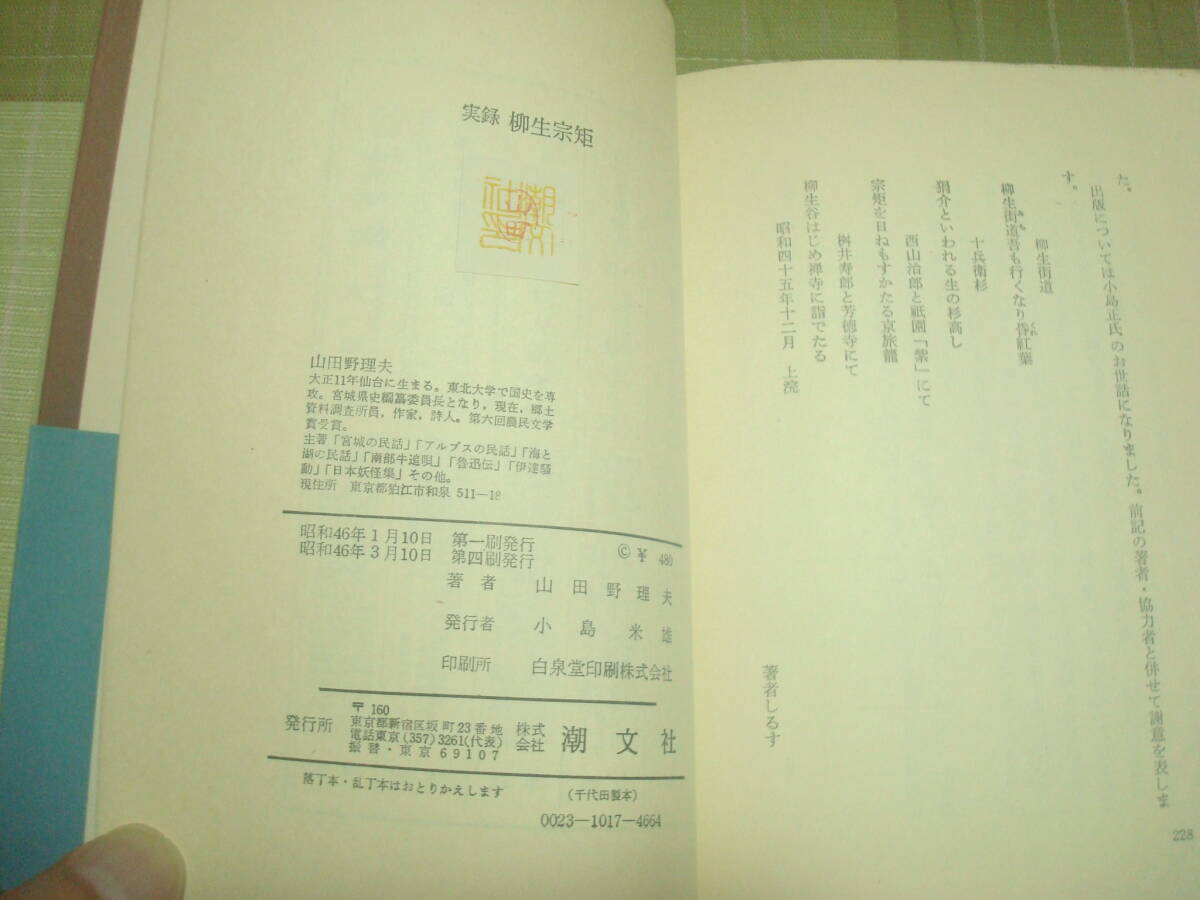 た。
出版については小島正氏のお世話になりました。前記の著者・協力者と併せて謝意を表しま
す。
柳生街道
柳生街道吾も行くなり昏紅葉
十兵衛杉
狷介といわれる生の杉高し
西山治郎と祇園「紫」にて
宗矩を日ねもすかたる京旅籠
桝井寿郎と芳徳寺にて
柳生谷はじめ禅寺に詣でたる
昭和四十五年十二月 上浣
著者しるす
228
実録 柳生宗矩
山田野理夫
大正11年仙台に生まる。東北大学で国史を専
攻。宮城県史編纂委員長となり,現在,郷土
資料調査所員,作家,詩人。第六回農民文学
賞受賞。
主著「宮城の民話」「アルプスの民話」「海と
湖の民話」「南部牛追唄」「魯迅伝」「伊達騒
動」「日本妖怪集」その他。
現住所 東京都狛江市和泉 511—18
昭和46年1月10日 第一刷発行
昭和46年3月10日 第四刷発行
© ¥ 480
著者 山田野理夫
発行者 小島米雄
印刷所 白泉堂印刷株式会社
発行所
〒160
東京都新宿区坂町23番地
電話東京(357)3261(代表)
振替・東京69107
株式会社 潮文社
落丁本・乱丁本はおとりかえします
(千代田製本)
0023—1017—4664